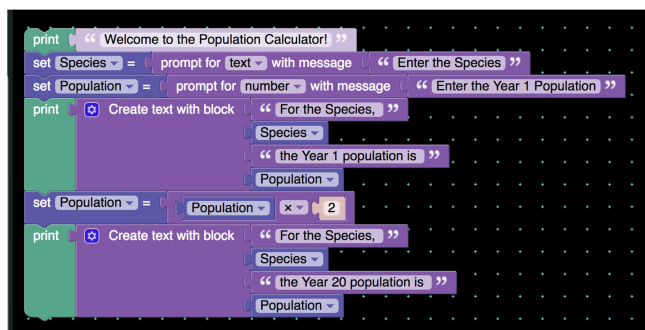 print “ Welcome to the Population Calculator! ”
set Species = prompt for text with message “ Enter the Species ”
set Population = prompt for number with message “ Enter the Year 1 Population ”
print Create text with block “ For the Species, ”
Species
“ the Year 1 population is ”
Population
set Population = Population × 2
print Create text with block “ For the Species, ”
Species
“ the Year 20 population is ”
Population